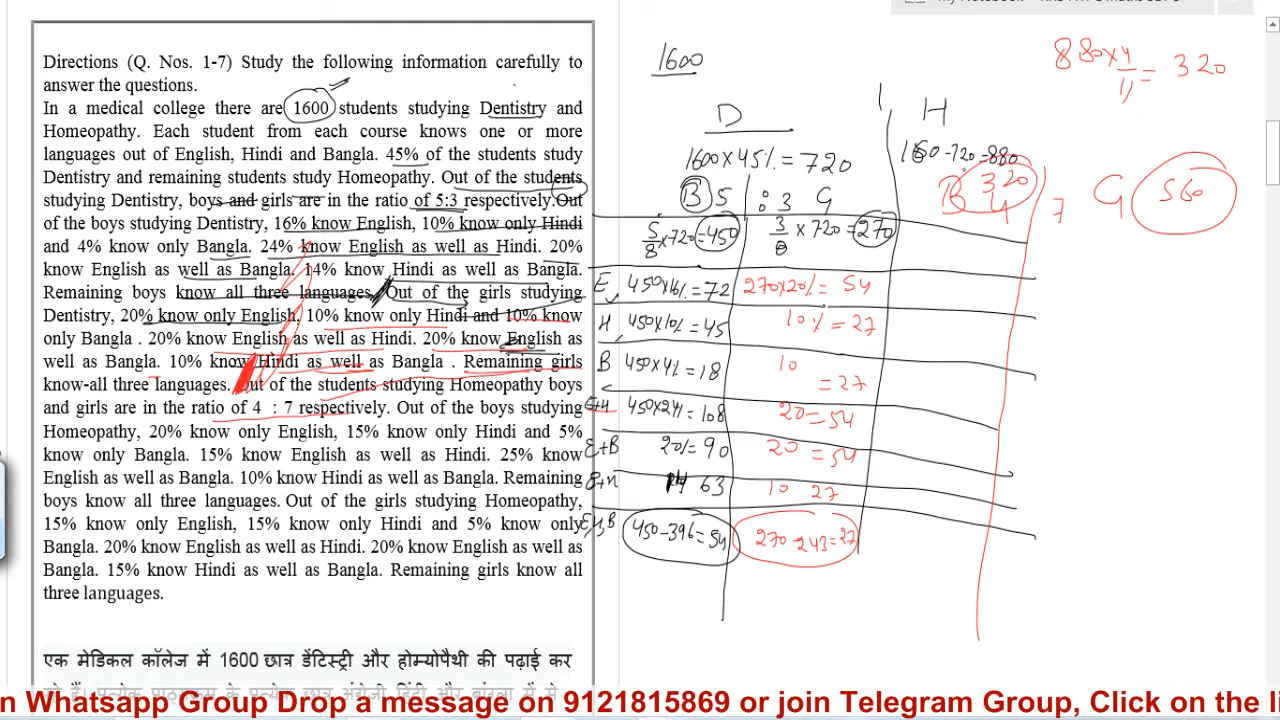 Directions (Q. Nos. 1-7) Study the following information carefully to
answer the questions.
In a medical college there are 1600 students studying Dentistry and
Homeopathy. Each student from each course knows one or more
languages out of English, Hindi and Bangla. 45% of the students study
Dentistry and remaining students study Homeopathy. Out of the students
studying Dentistry, boys and girls are in the ratio of 5:3 respectively.Out
of the boys studying Dentistry, 16% know English, 10% know only Hindi
and 4% know only Bangla. 24% know English as well as Hindi. 20%
know English as well as Bangla. 14% know Hindi as well as Bangla.
Remaining boys know all three languages. Out of the girls studying
Dentistry, 20% know only English, 10% know only Hindi and 10% know
only Bangla . 20% know English as well as Hindi. 20% know English as
well as Bangla. 10% know Hindi as well as Bangla . Remaining girls
know-all three languages. Out of the students studying Homeopathy boys
and girls are in the ratio of 4 : 7 respectively. Out of the boys studying
Homeopathy, 20% know only English, 15% know only Hindi and 5%
know only Bangla. 15% know English as well as Hindi. 25% know
English as well as Bangla. 10% know Hindi as well as Bangla. Remaining
boys know all three languages. Out of the girls studying Homeopathy,
15% know only English, 15% know only Hindi and 5% know only
Bangla. 20% know English as well as Hindi. 20% know English as well as
Bangla. 15% know Hindi as well as Bangla. Remaining girls know all
three languages.
एक मेडिकल कॉलेज में 1600 छात्र डेंटिस्ट्री और होम्योपैथी की पढ़ाई कर
1600
880×4/11= 320
D H
1600×45%=720
-720=880
B 5 : 3 G
B 320 G 560
4 7
5/8×720=450 3/8×720=270
E 450×16%=72 270×20%= 54
H 450×10%=45 10%=27
B 450×4%=18 10 =27
E+H 450×24%=108 20=54
E+B 20%=90 20=54
14 63 10 27
450-396=54 270-243=27
n Whatsapp Group Drop a message on 9121815869 or join Telegram Group, Click on the li